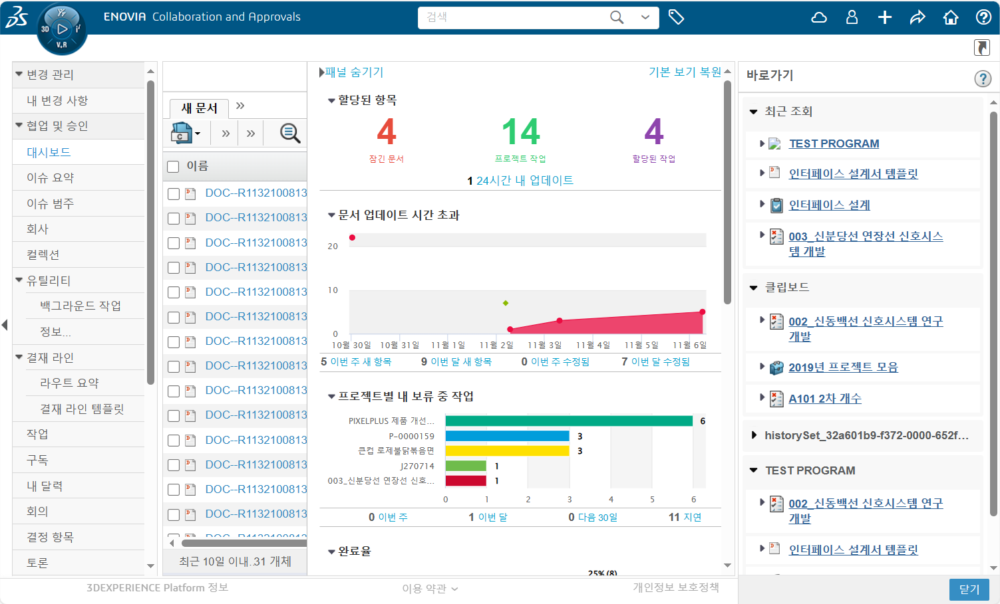 ENOVIA Collaboration and Approvals
검색
3D
V.R
변경 관리
내 변경 사항
협업 및 승인
대시보드
이슈 요약
이슈 범주
회사
컬렉션
유틸리티
백그라운드 작업
정보...
결재 라인
라우트 요약
결재 라인 템플릿
작업
구독
내 달력
회의
결정 항목
토론
새 문서
이름
DOC--R1132100813
DOC--R1132100813
DOC--R1132100813
DOC--R1132100813
DOC--R1132100813
DOC--R1132100813
DOC--R1132100813
DOC--R1132100813
DOC--R1132100813
DOC--R1132100813
DOC--R1132100813
DOC--R1132100813
DOC--R1132100813
DOC--R1132100813
최근 10일 이내..31 개체
패널 숨기기
기본 보기 복원
할당된 항목
4 14 4
잠긴 문서 프로젝트 작업 할당된 작업
1 24시간 내 업데이트
문서 업데이트 시간 초과
20
10
0
10월 30일 10월 31일 11월 1일 11월 2일 11월 3일 11월 4일 11월 5일 11월 6일
5 이번 주 새 항목 9 이번 달 새 항목 0 이번 주 수정됨 7 이번 달 수정됨
프로젝트별 내 보류 중 작업
PIXELPLUS 제품 개선... 6
P-0000159 3
큰컵 로제불닭볶음면 3
J270714 1
003_신분당선 연장선 신호... 1
0 1 2 3 4 5 6
0 이번 주 1 이번 달 0 다음 30일 11 지연
완료율
25% (8)
바로가기
최근 조회
TEST PROGRAM
인터페이스 설계서 템플릿
인터페이스 설계
003_신분당선 연장선 신호시스
템 개발
클립보드
002_신동백선 신호시스템 연구
개발
2019년 프로젝트 모음
A101 2차 개수
historySet_32a601b9-f372-0000-652f...
TEST PROGRAM
002_신동백선 신호시스템 연구
개발
인터페이스 설계서 템플릿
닫기
3DEXPERIENCE Platform 정보
이용 약관
개인정보 보호정책